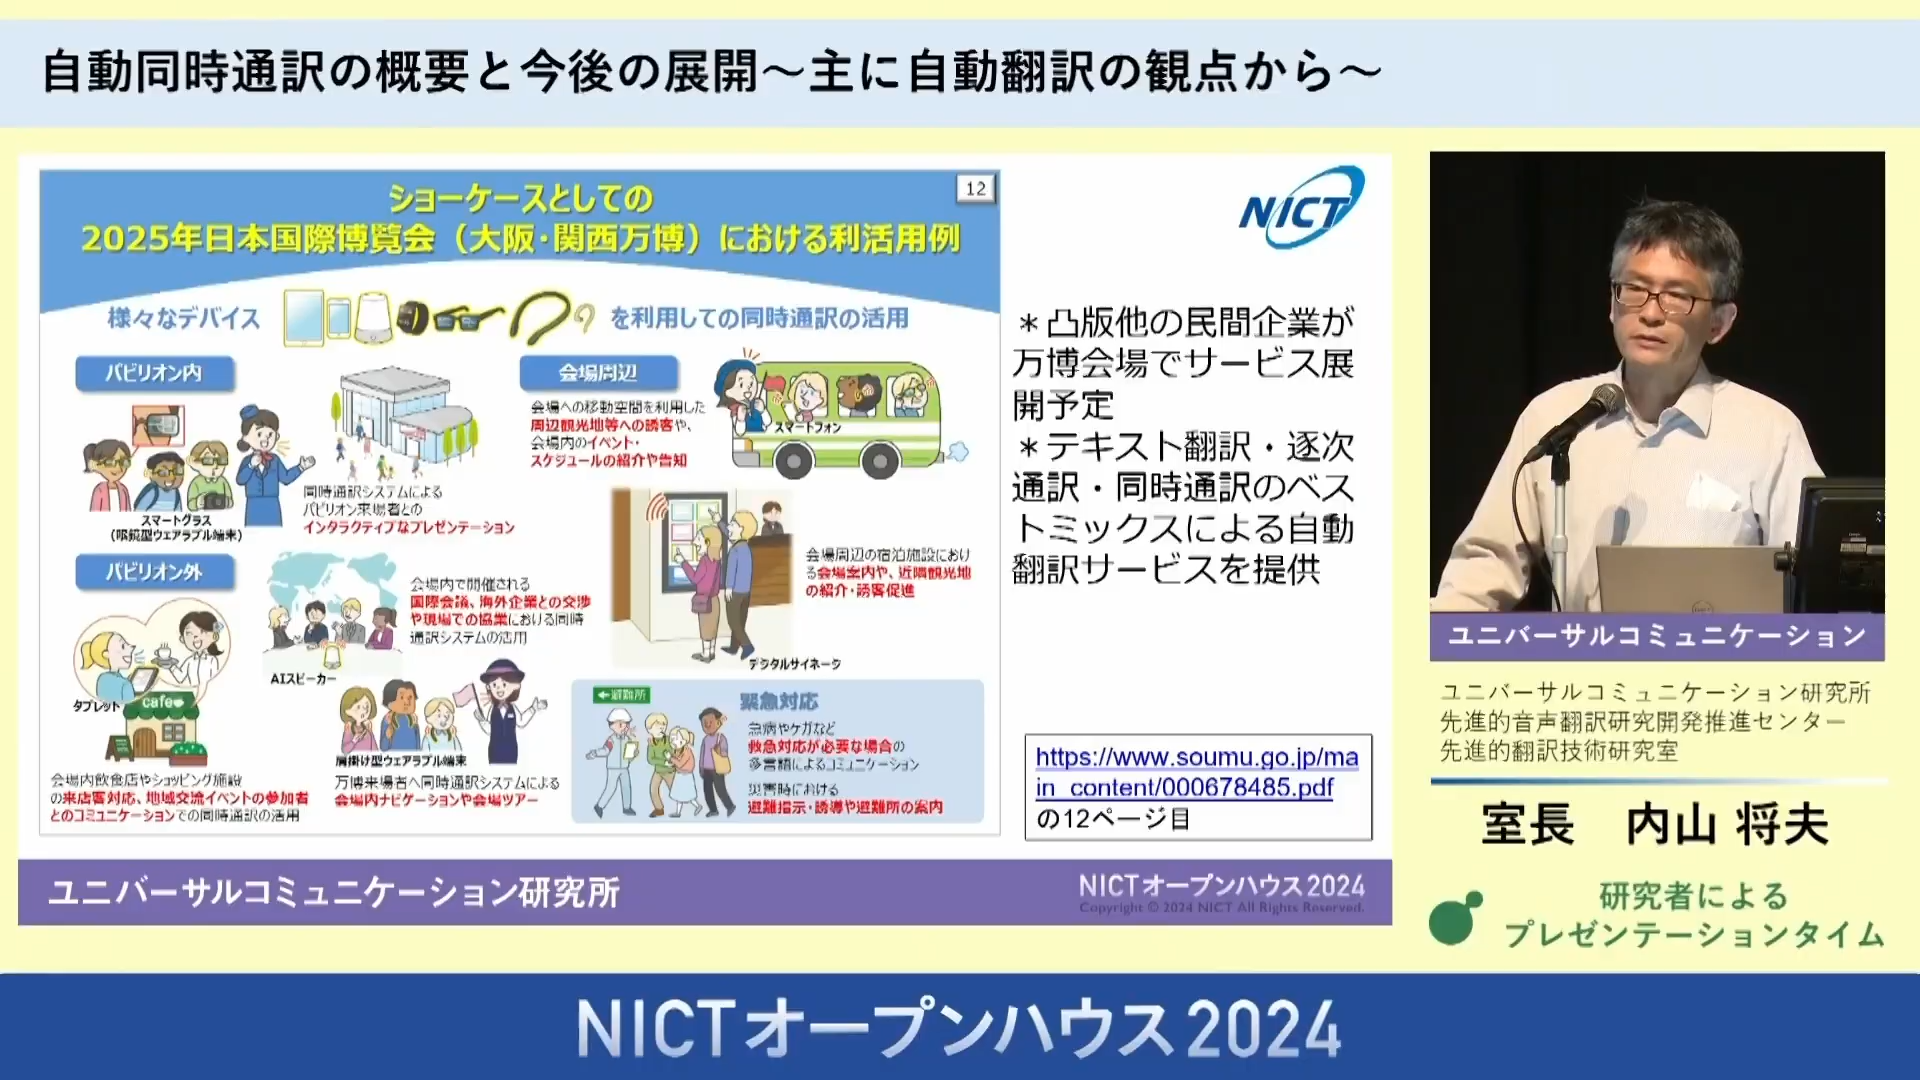 自動同時通訳の概要と今後の展開～主に自動翻訳の観点から～
12
ショーケースとしての
2025年日本国際博覧会（大阪・関西万博）における利活用例
様々なデバイス を利用しての同時通訳の活用
パビリオン内
スマートグラス
（眼鏡型ウェアラブル端末）
同時通訳システムによる
パビリオン来場者との
インタラクティブなプレゼンテーション
会場周辺
会場への移動空間を利用した
周辺観光地等への誘客や、
会場内のイベント・
スケジュールの紹介や告知
スマートフォン
会場周辺の宿泊施設におけ
る会場案内や、近隣観光地
の紹介・誘客促進
デジタルサイネージ
パビリオン外
タブレット
cafe
会場内飲食店やショッピング施設
の来店客対応、地域交流イベントの参加者
とのコミュニケーションでの同時通訳の活用
会場内で開催される
国際会議、海外企業との交渉
や現場での協業における同時
通訳システムの活用
AIスピーカー
肩掛け型ウェアラブル端末
万博来場者へ同時通訳システムによる
会場内ナビゲーションや会場ツアー
←避難所
緊急対応
急病やケガなど
救急対応が必要な場合の
多言語によるコミュニケーション
災害時における
避難指示・誘導や避難所の案内
NICT
＊凸版他の民間企業が
万博会場でサービス展
開予定
＊テキスト翻訳・逐次
通訳・同時通訳のベス
トミックスによる自動
翻訳サービスを提供
https://www.soumu.go.jp/ma
in_content/000678485.pdf
の12ページ目
ユニバーサルコミュニケーション研究所
NICTオープンハウス2024
Copyright © 2024 NICT All Rights Reserved.
ユニバーサルコミュニケーション
ユニバーサルコミュニケーション研究所
先進的音声翻訳研究開発推進センター
先進的翻訳技術研究室
室長 内山 将夫
研究者による
プレゼンテーションタイム
NICTオープンハウス2024